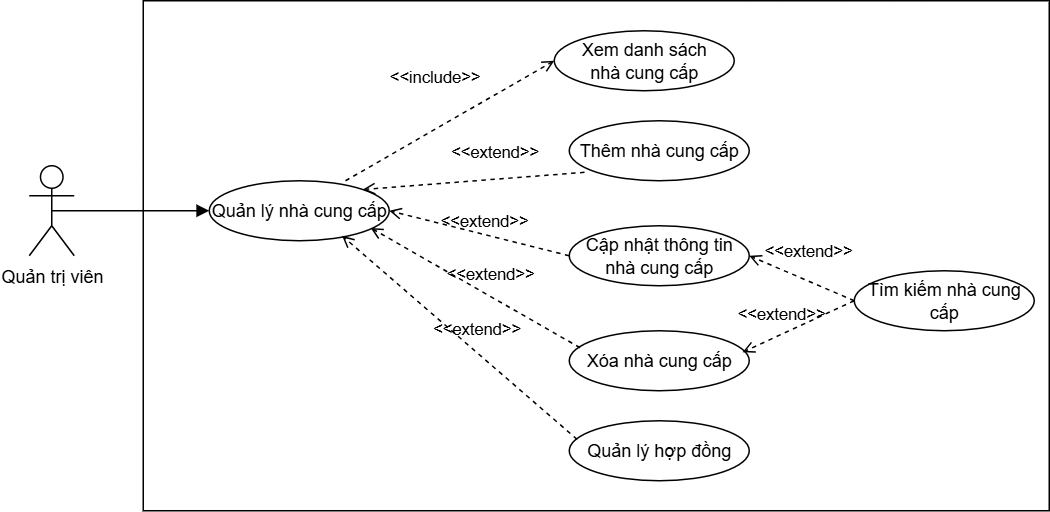 Xem danh sách
nhà cung cấp
<<include>>
<<extend>>
Thêm nhà cung cấp
Quản lý nhà cung cấp
<<extend>>
Cập nhật thông tin
nhà cung cấp
<<extend>>
Quản trị viên
<<extend>>
Tìm kiếm nhà cung
cấp
<<extend>>
<<extend>>
Xóa nhà cung cấp
Quản lý hợp đồng